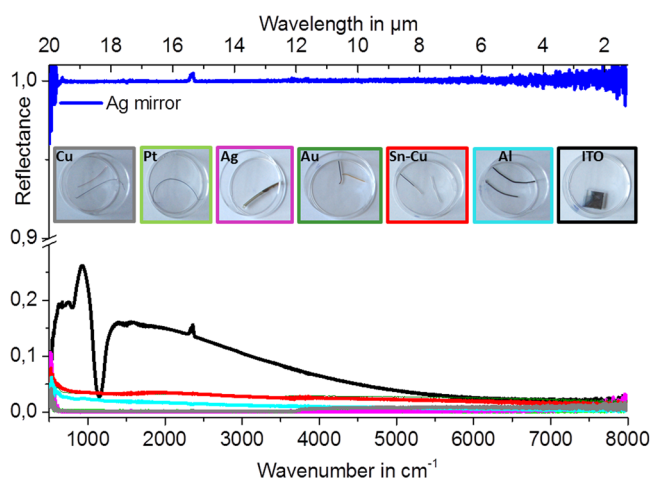 Wavelength in µm
20 18 16 14 12 10 8 6 4 2
1,0
Ag mirror
Reflectance
Cu Pt Ag Au Sn-Cu Al ITO
0,9
0,2
0,1
0,0
1000 2000 3000 4000 5000 6000 7000 8000
Wavenumber in cm-1